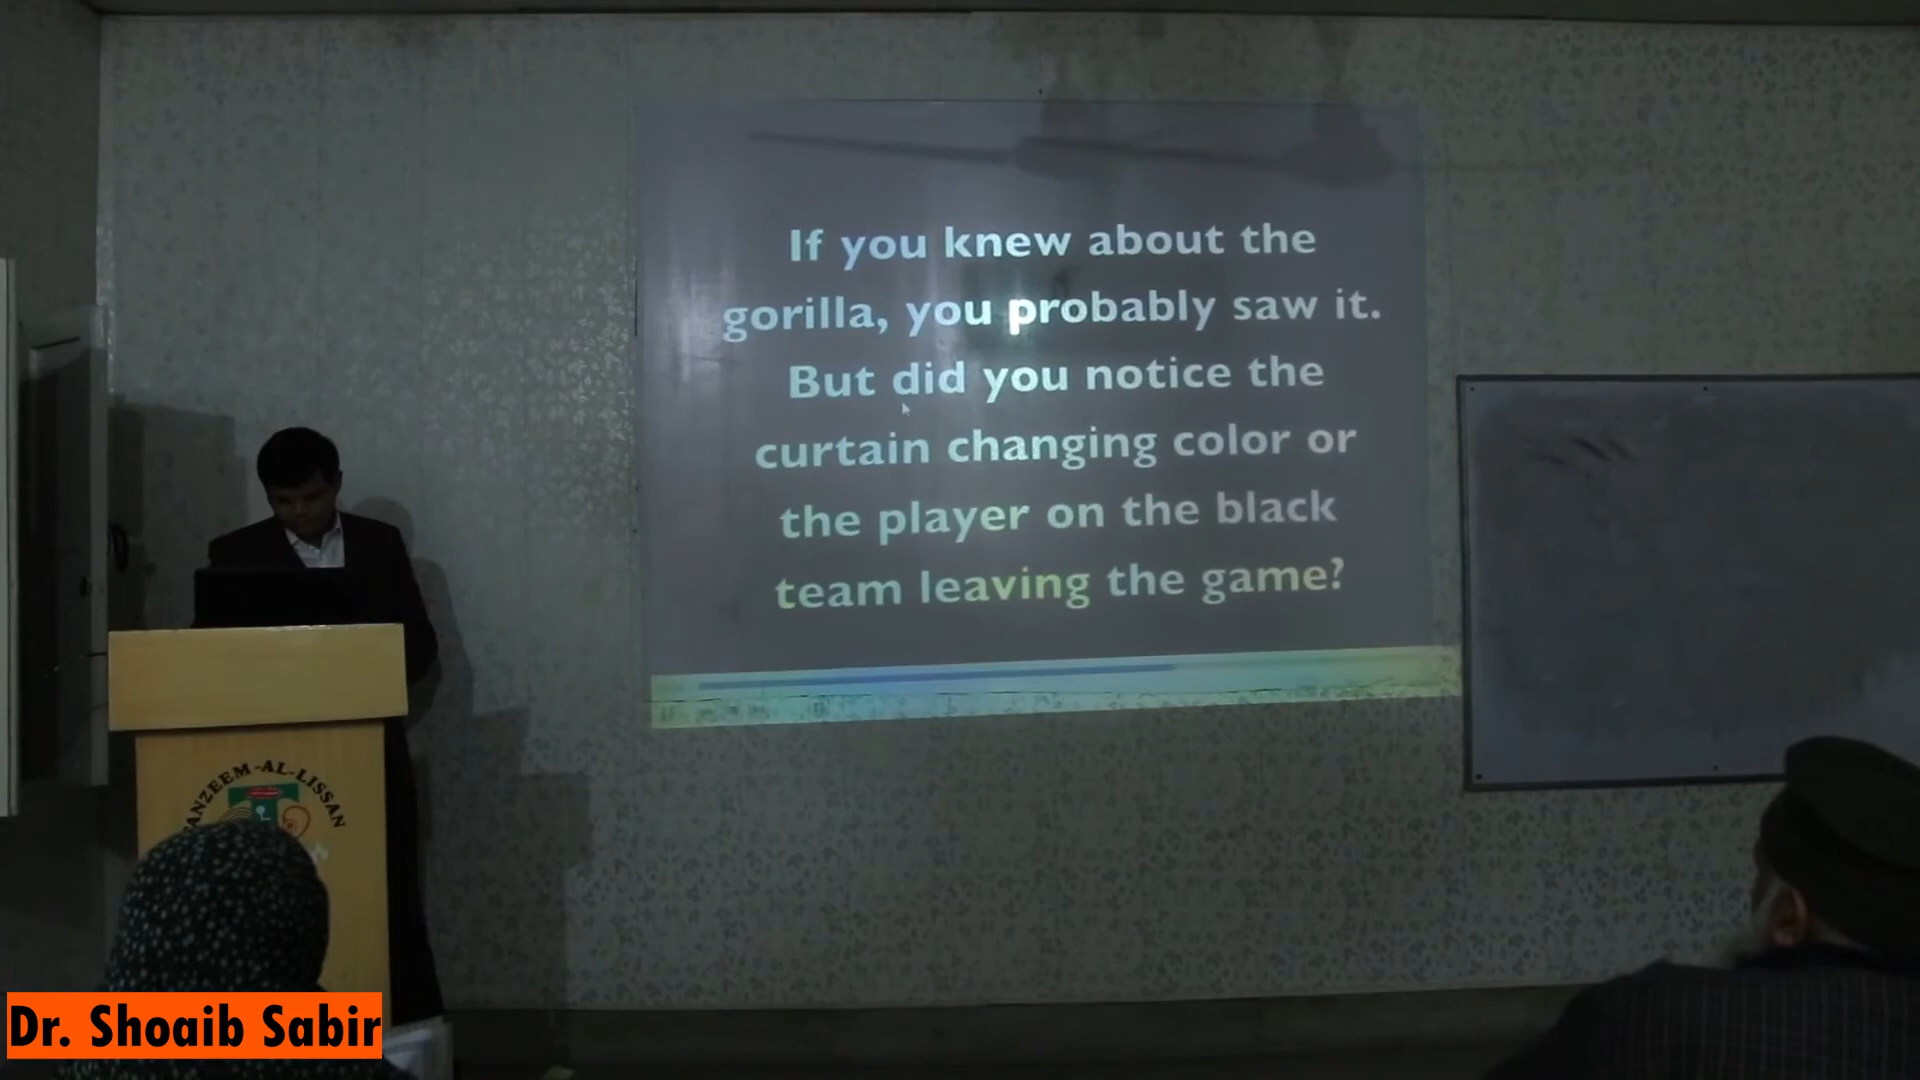 If you knew about the
gorilla, you probably saw it.
But did you notice the
curtain changing color or
the player on the black
team leaving the game?
TANZEEM-AL-LISSAN
Dr. Shoaib Sabir